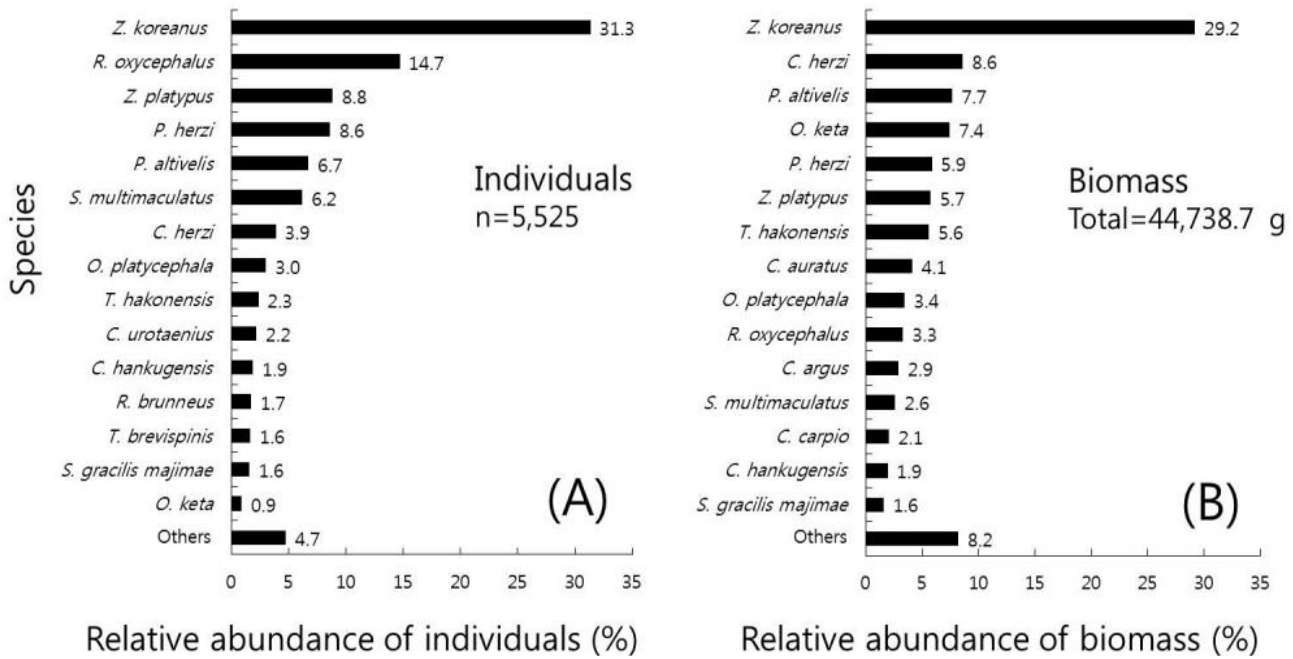 Species
Z. koreanus 31.3
R. oxycephalus 14.7
Z. platypus 8.8
P. herzi 8.6
P. altivelis 6.7
S. multimaculatus 6.2
C. herzi 3.9
O. platycephala 3.0
T. hakonensis 2.3
C. urotaenius 2.2
C. hankugensis 1.9
R. brunneus 1.7
T. brevispinis 1.6
S. gracilis majimae 1.6
O. keta 0.9
Others 4.7
Individuals
n=5,525
(A)
0 5 10 15 20 25 30 35
Relative abundance of individuals (%)
Z. koreanus 29.2
C. herzi 8.6
P. altivelis 7.7
O. keta 7.4
P. herzi 5.9
Z. platypus 5.7
T. hakonensis 5.6
C. auratus 4.1
O. platycephala 3.4
R. oxycephalus 3.3
C. argus 2.9
S. multimaculatus 2.6
C. carpio 2.1
C. hankugensis 1.9
S. gracilis majimae 1.6
Others 8.2
Biomass
Total=44,738.7 g
(B)
0 5 10 15 20 25 30 35
Relative abundance of biomass (%)